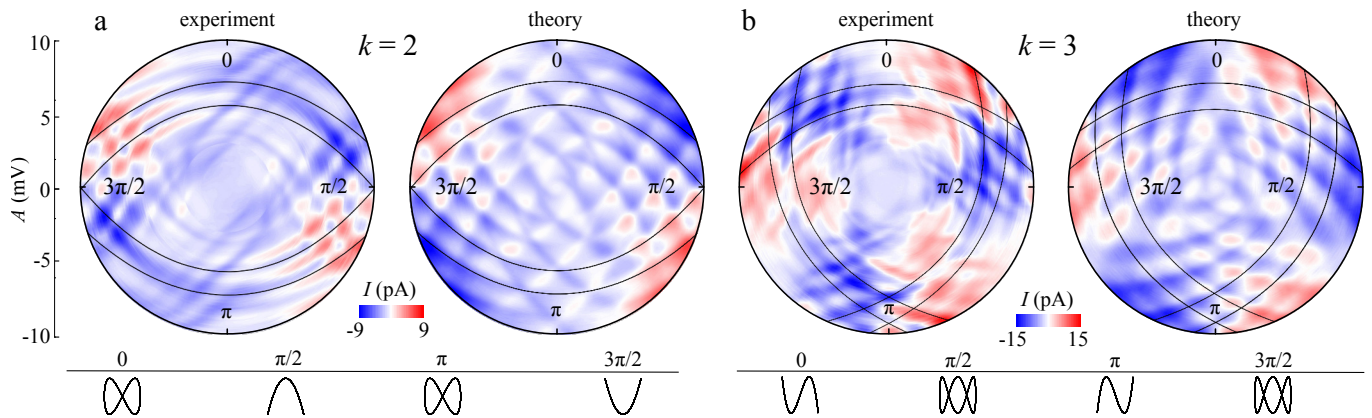 a
experiment
k = 2
theory
b
experiment
k = 3
theory
A (mV)
10
5
0
-5
-10
0
π/2
π
3π/2
0
π/2
π
3π/2
I (pA)
-9 9
0
π/2
π
3π/2
0
π/2
π
3π/2
I (pA)
-15 15
0 π/2 π 3π/2
0 π/2 π 3π/2